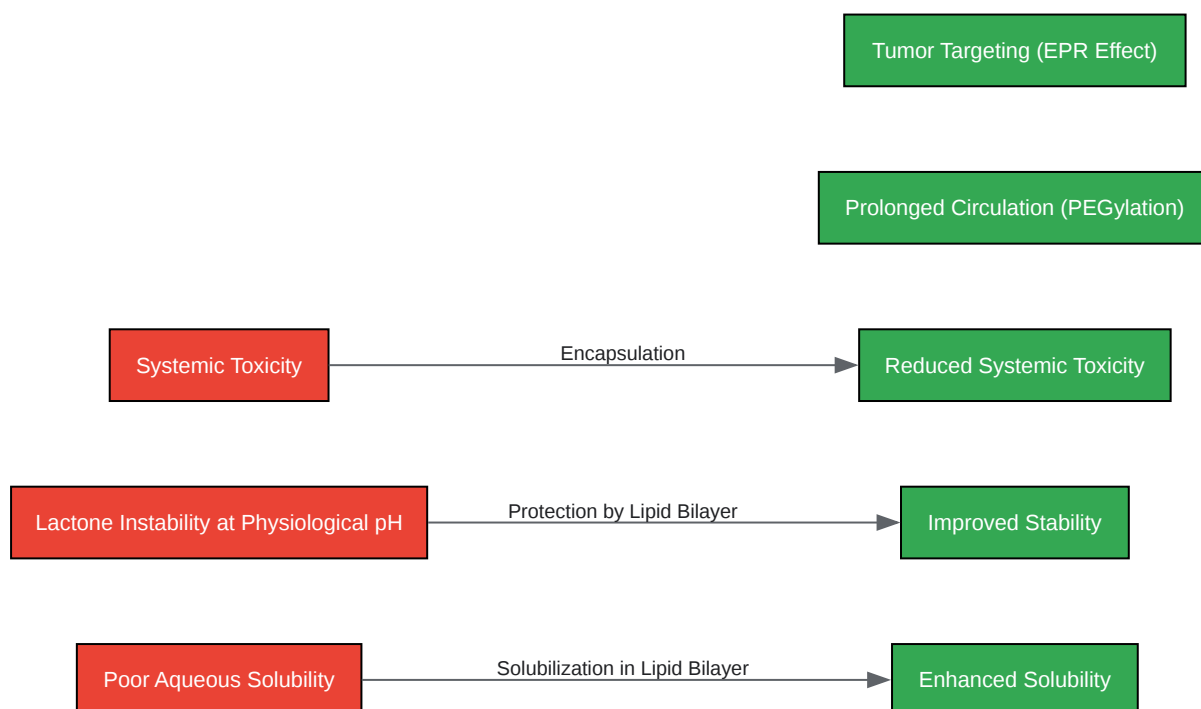 Tumor Targeting (EPR Effect)
Prolonged Circulation (PEGylation)
Systemic Toxicity
Encapsulation
Reduced Systemic Toxicity
Lactone Instability at Physiological pH
Protection by Lipid Bilayer
Improved Stability
Poor Aqueous Solubility
Solubilization in Lipid Bilayer
Enhanced Solubility